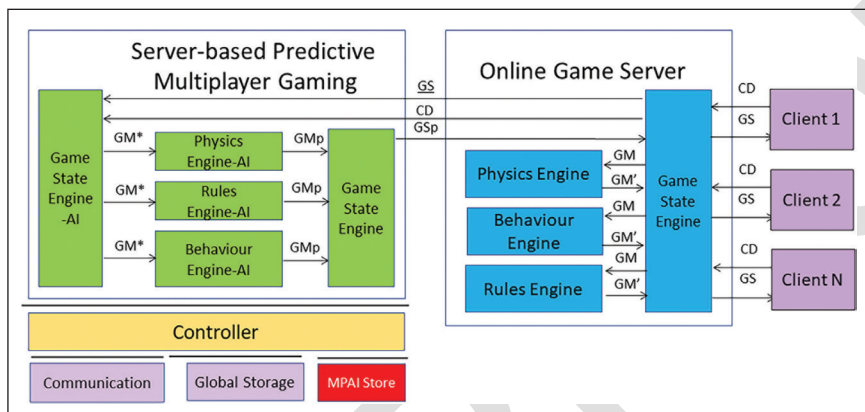 Server-based Predictive
Multiplayer Gaming
Online Game Server
GS
CD
GSp
Game
State
Engine
-AI
GM*
Physics
Engine-AI
GMp
GM*
Rules
Engine-AI
GMp
GM*
Behaviour
Engine-AI
GMp
Game
State
Engine
Physics Engine
GM
GM’
Behaviour
Engine
GM
GM’
Rules Engine
GM
GM’
Game
State
Engine
CD
GS
Client 1
CD
GS
Client 2
CD
GS
Client N
Controller
Communication
Global Storage
MPAI Store